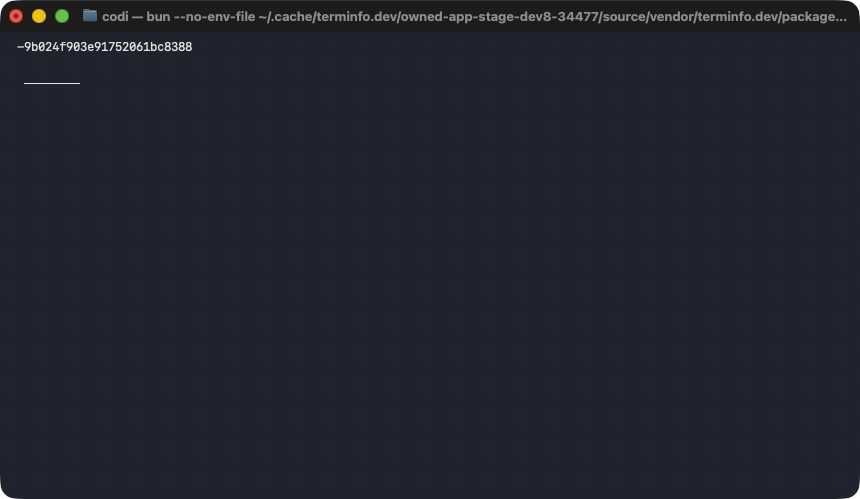 codi — bun --no-env-file ~/.cache/terminfo.dev/owned-app-stage-dev8-34477/source/vendor/terminfo.dev/package...
—9b024f903e91752061bc8388
________